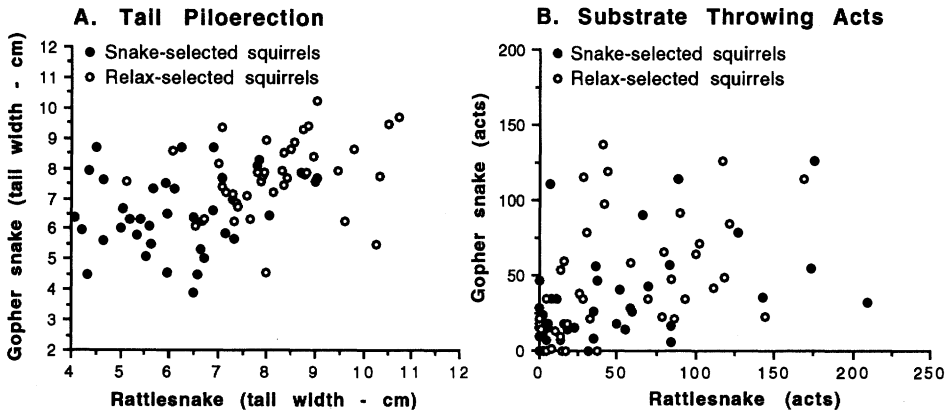 A. Tail Piloerection
Gopher snake (tail width - cm)
12
11
10
9
8
7
6
5
4
3
2
Snake-selected squirrels
Relax-selected squirrels
4 5 6 7 8 9 10 11 12
Rattlesnake (tail width - cm)
B. Substrate Throwing Acts
Gopher snake (acts)
200
150
100
50
0
Snake-selected squirrels
Relax-selected squirrels
0 50 100 150 200 250
Rattlesnake (acts)